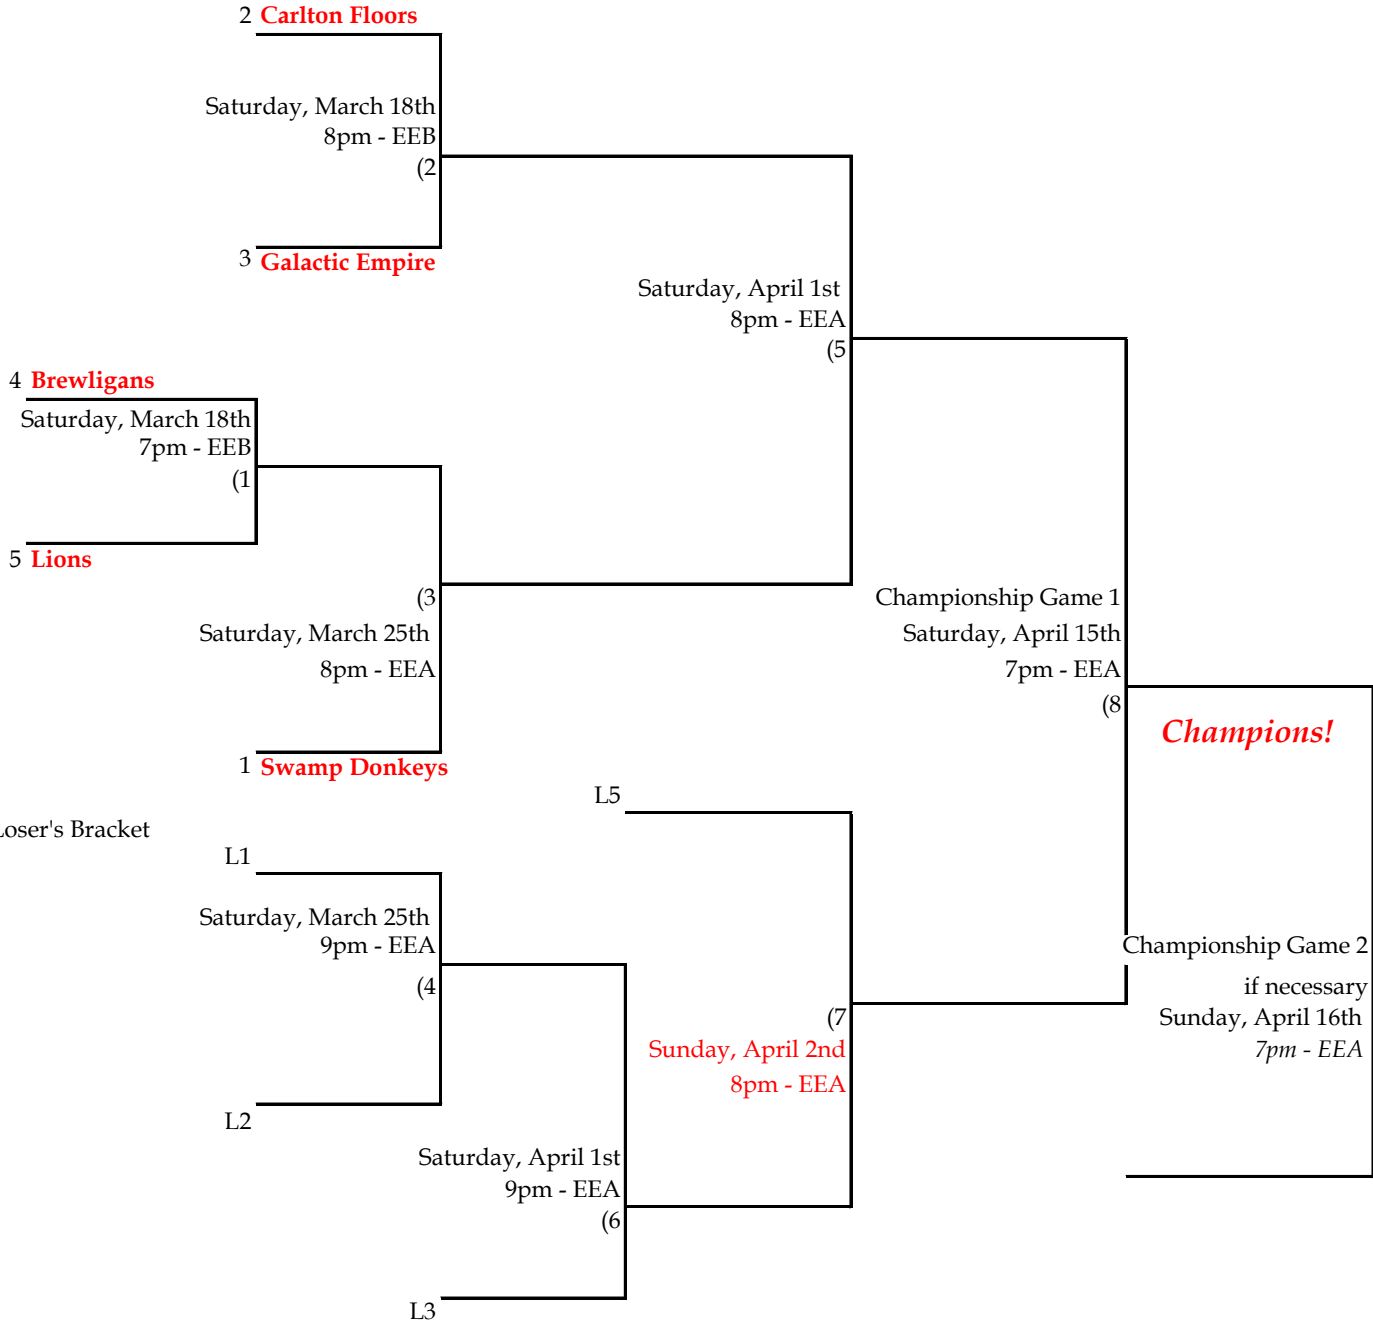 2 Carlton Floors
Saturday, March 18th
8pm - EEB
(2
3 Galactic Empire
Saturday, April 1st
8pm - EEA
(5
4 Brewligans
Saturday, March 18th
7pm - EEB
(1
5 Lions
(3
Saturday, March 25th
8pm - EEA
1 Swamp Donkeys
Championship Game 1
Saturday, April 15th
7pm - EEA
(8
Champions!
L5
Loser's Bracket
L1
Saturday, March 25th
9pm - EEA
(4
L2
(7
Sunday, April 2nd
8pm - EEA
Championship Game 2
if necessary
Sunday, April 16th
7pm - EEA
Saturday, April 1st
9pm - EEA
(6
L3